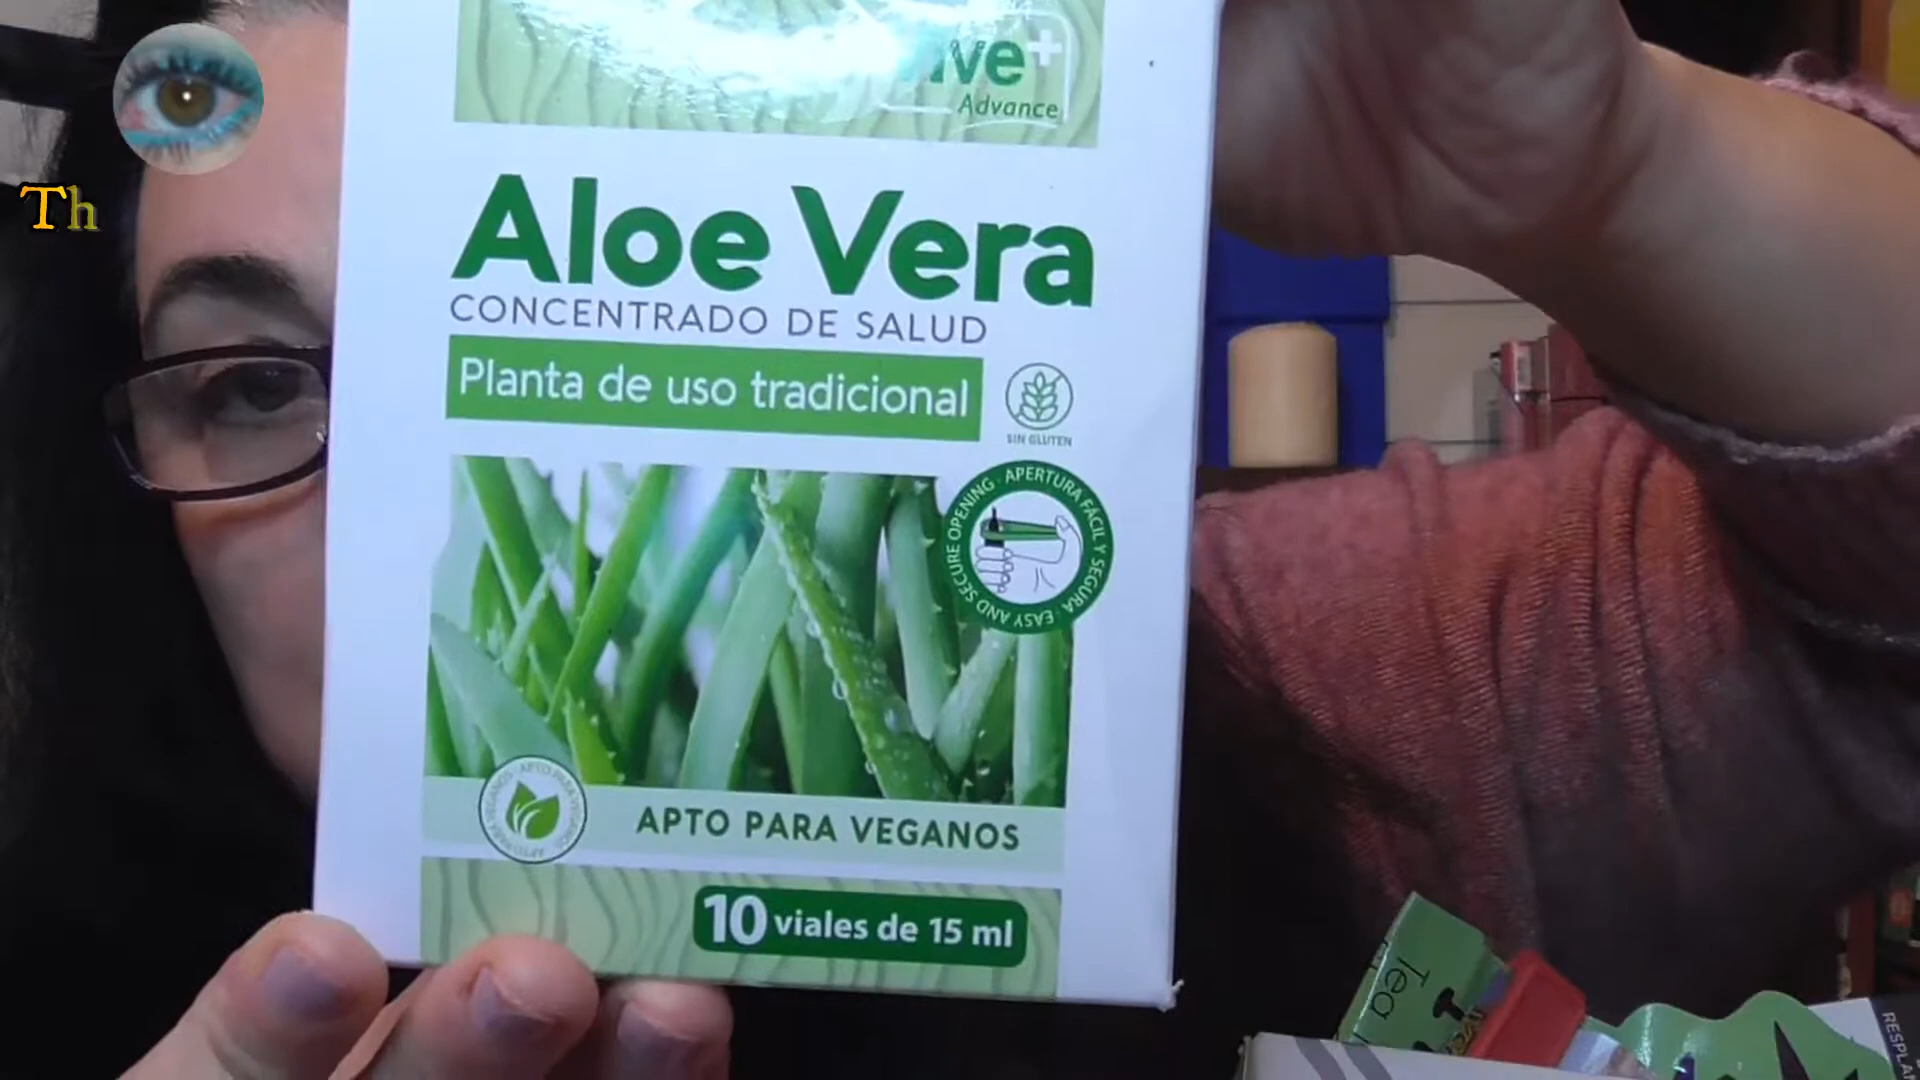 Th
Advance
Aloe Vera
CONCENTRADO DE SALUD
Planta de uso tradicional
SIN GLUTEN
APERTURA FÁCIL Y SEGURA · EASY AND SECURE OPENING ·
APTO PARA VEGANOS
10 viales de 15 ml
Tea